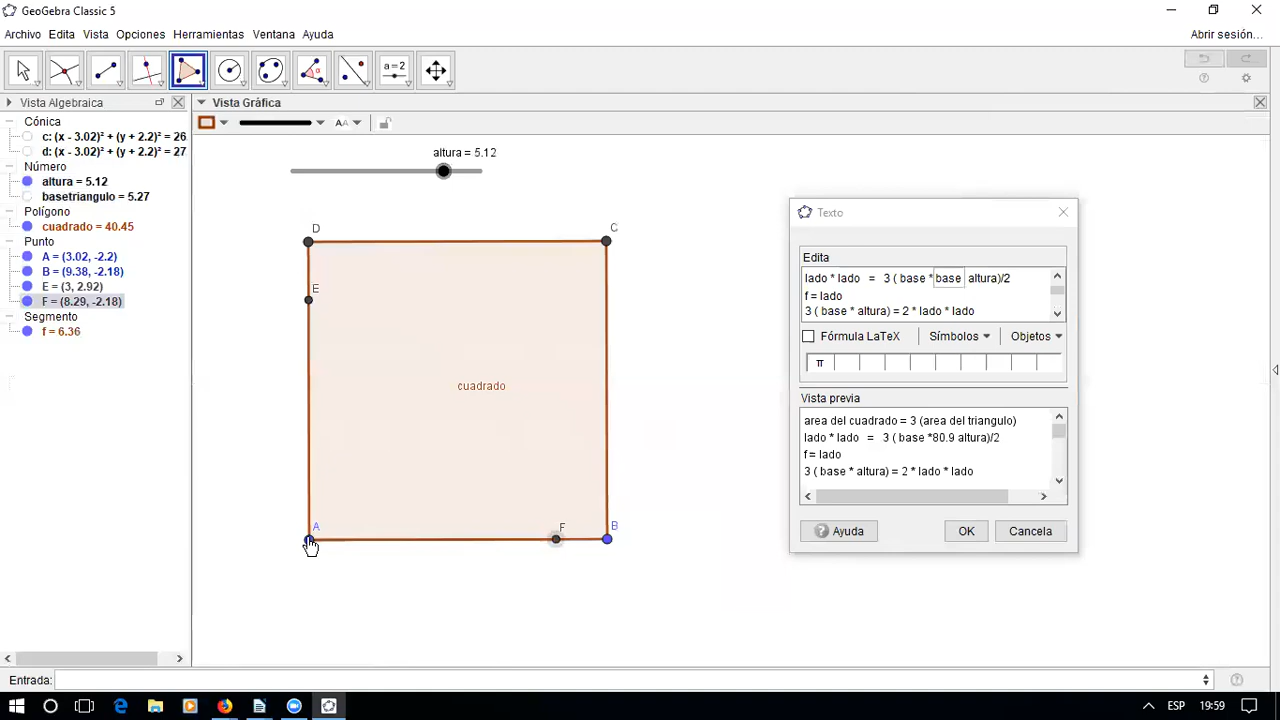 GeoGebra Classic 5
Archivo Edita Vista Opciones Herramientas Ventana Ayuda
Abrir sesión...
a = 2
Vista Algebraica
Vista Gráfica
AA
Cónica
c: (x - 3.02)² + (y + 2.2)² = 26
d: (x - 3.02)² + (y + 2.2)² = 27
Número
altura = 5.12
basetriangulo = 5.27
Polígono
cuadrado = 40.45
Punto
A = (3.02, -2.2)
B = (9.38, -2.18)
E = (3, 2.92)
F = (8.29, -2.18)
Segmento
f = 6.36
altura = 5.12
D
C
E
cuadrado
A
F
B
Texto
Edita
lado * lado = 3 ( base * base altura)/2
f = lado
3 ( base * altura) = 2 * lado * lado
Fórmula LaTeX
Símbolos
Objetos
π
Vista previa
area del cuadrado = 3 (area del triangulo)
lado * lado = 3 ( base *80.9 altura)/2
f = lado
3 ( base * altura) = 2 * lado * lado
Ayuda
OK
Cancela
Entrada:
ESP
19:59